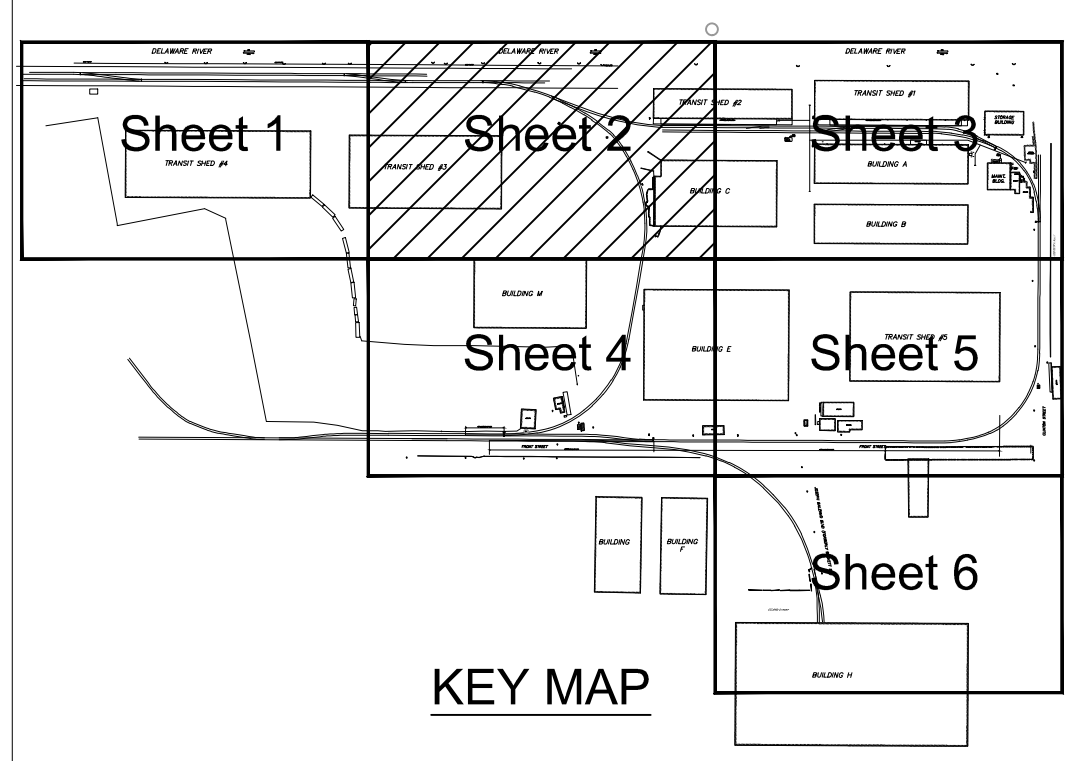 DELAWARE RIVER
DELAWARE RIVER
DELAWARE RIVER
TRANSIT SHED #2
TRANSIT SHED #1
STORAGE
BUILDING
Sheet 1
Sheet 2
Sheet 3
TRANSIT SHED #4
TRANSIT SHED #3
BUILDING C
BUILDING A
MAINT.
BLDG.
BUILDING B
BUILDING M
BUILDING E
TRANSIT SHED #5
Sheet 4
Sheet 5
CLINTON STREET
FRONT STREET
FRONT STREET
BUILDING
BUILDING
F
Sheet 6
BUILDING H
KEY MAP